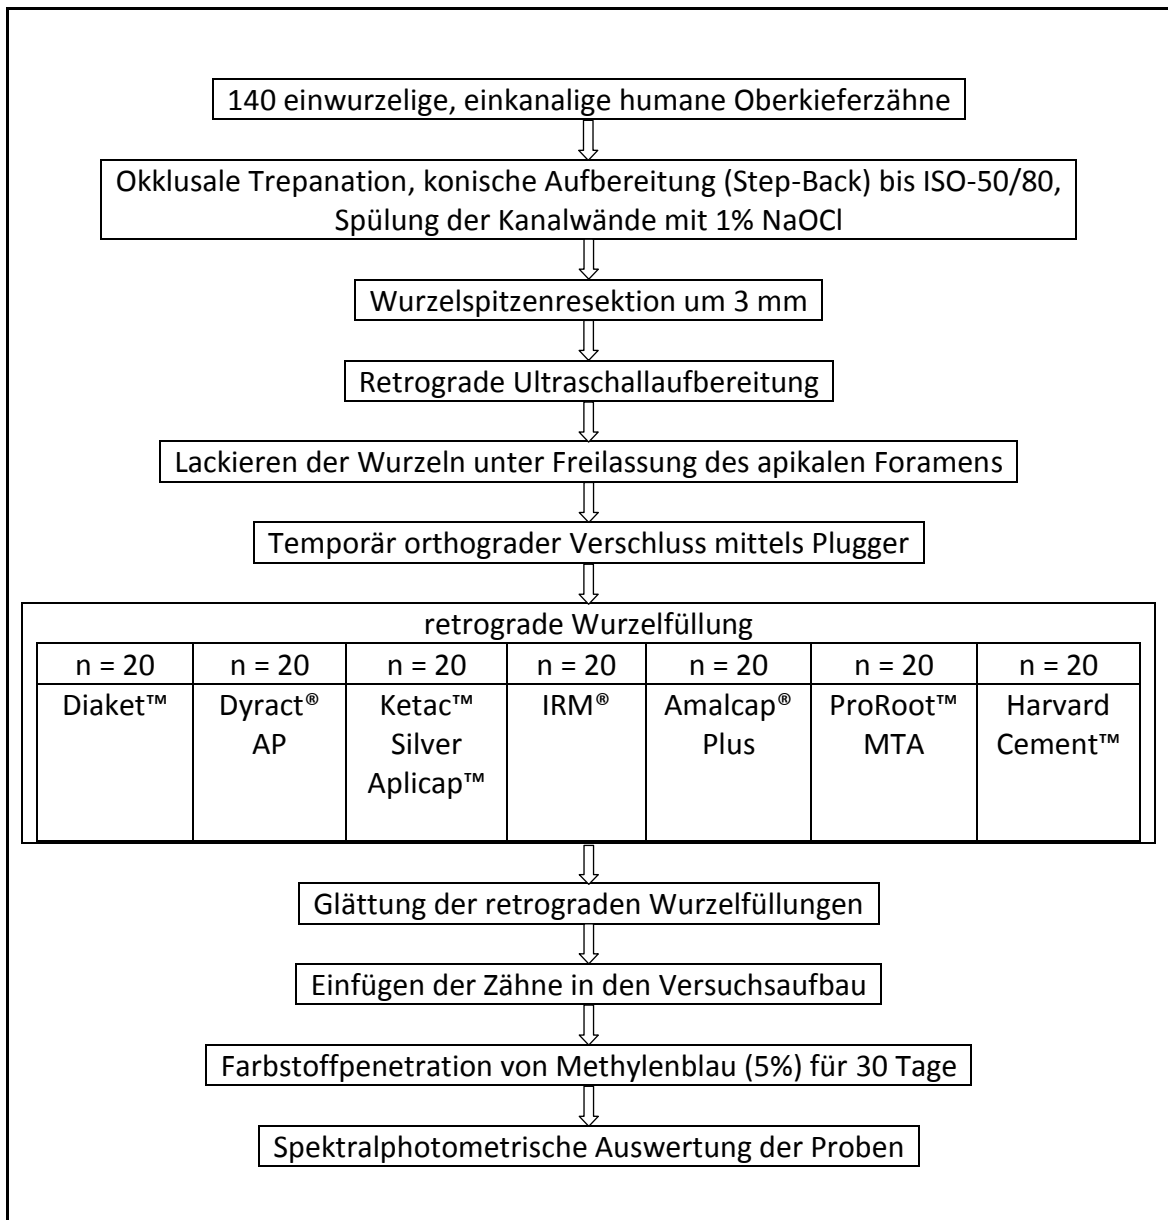 140 einwurzelige, einkanalige humane Oberkieferzähne
Okklusale Trepanation, konische Aufbereitung (Step-Back) bis ISO-50/80,
Spülung der Kanalwände mit 1% NaOCl
Wurzelspitzenresektion um 3 mm
Retrograde Ultraschallaufbereitung
Lackieren der Wurzeln unter Freilassung des apikalen Foramens
Temporär orthograder Verschluss mittels Plugger
retrograde Wurzelfüllung
n = 20 n = 20 n = 20 n = 20 n = 20 n = 20 n = 20
Diaket™ Dyract® Ketac™ IRM® Amalcap® ProRoot™ Harvard
AP Silver Plus MTA Cement™
Aplicap™
Glättung der retrograden Wurzelfüllungen
Einfügen der Zähne in den Versuchsaufbau
Farbstoffpenetration von Methylenblau (5%) für 30 Tage
Spektralphotometrische Auswertung der Proben